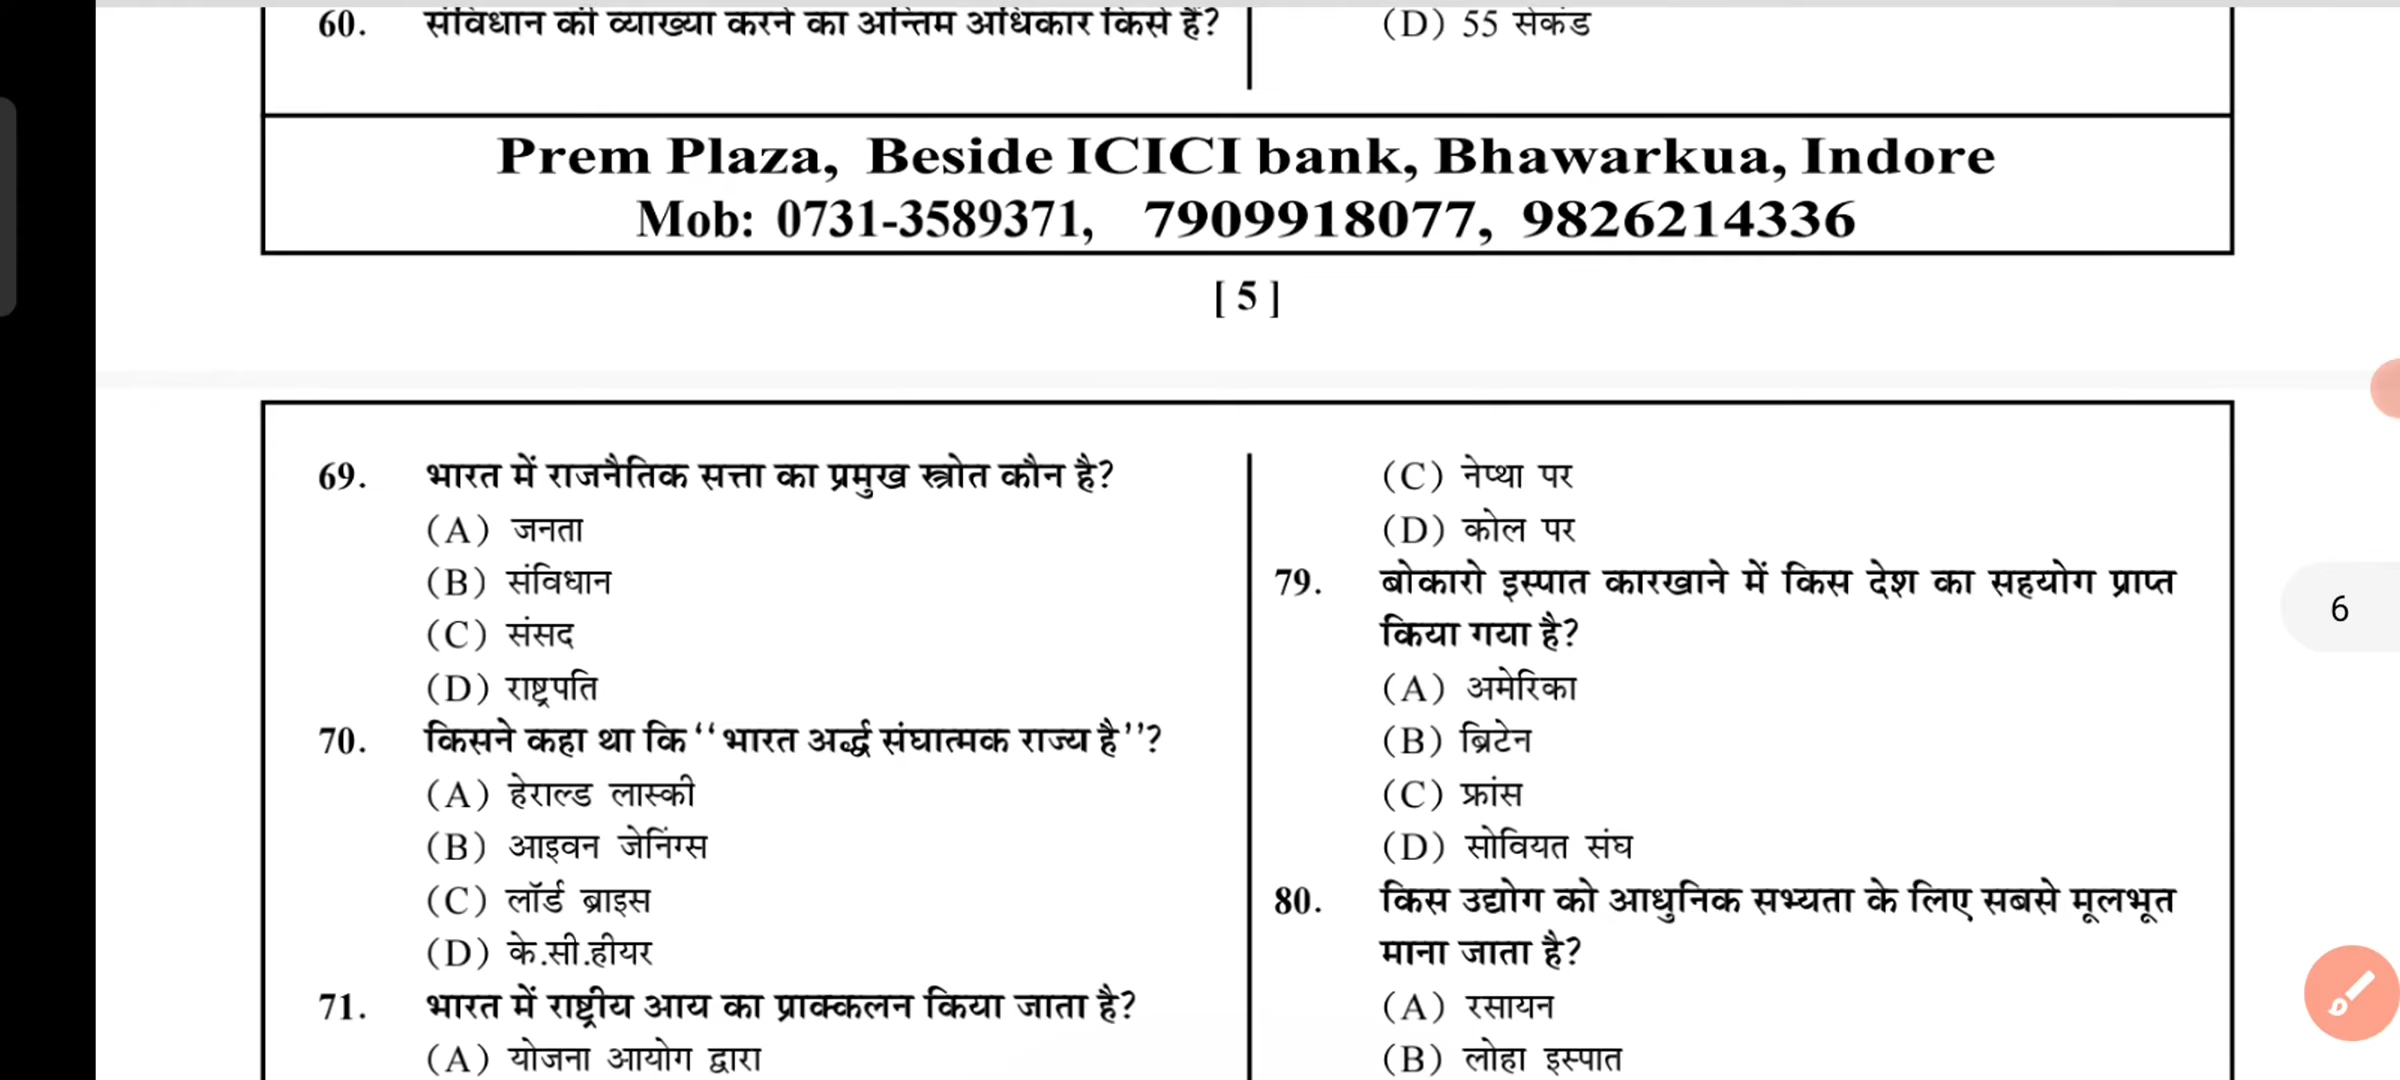 60. संविधान की व्याख्या करने का अन्तिम अधिकार किसे है?
(D) 55 सेकंड
Prem Plaza, Beside ICICI bank, Bhawarkua, Indore
Mob: 0731-3589371, 7909918077, 9826214336
[ 5 ]
69. भारत में राजनैतिक सत्ता का प्रमुख स्त्रोत कौन है?
(A) जनता
(B) संविधान
(C) संसद
(D) राष्ट्रपति
70. किसने कहा था कि ‘‘भारत अर्द्ध संघात्मक राज्य है’’?
(A) हेराल्ड लास्की
(B) आइवन जेनिंग्स
(C) लॉर्ड ब्राइस
(D) के.सी.हीयर
71. भारत में राष्ट्रीय आय का प्राक्कलन किया जाता है?
(A) योजना आयोग द्वारा
(C) नेप्था पर
(D) कोल पर
79. बोकारो इस्पात कारखाने में किस देश का सहयोग प्राप्त
किया गया है?
(A) अमेरिका
(B) ब्रिटेन
(C) फ्रांस
(D) सोवियत संघ
80. किस उद्योग को आधुनिक सभ्यता के लिए सबसे मूलभूत
माना जाता है?
(A) रसायन
(B) लोहा इस्पात
6